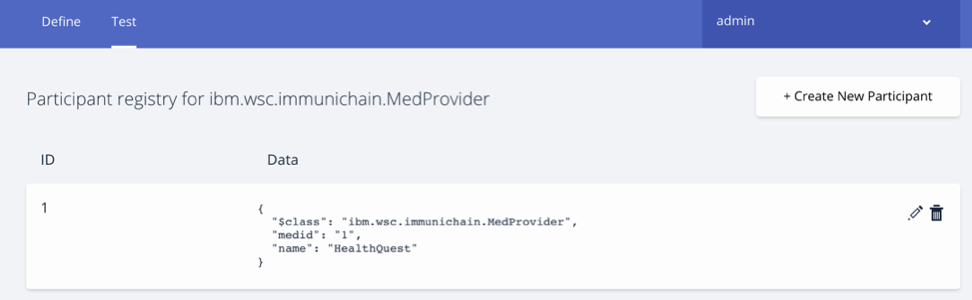 Define Test admin
Participant registry for ibm.wsc.immunichain.MedProvider + Create New Participant
ID Data
1 {
"$class": "ibm.wsc.immunichain.MedProvider",
"medid": "1",
"name": "HealthQuest"
}